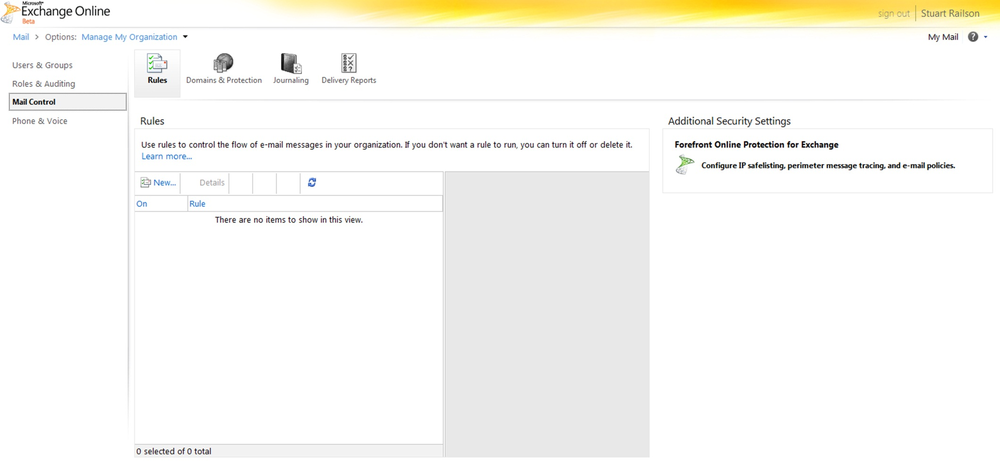 Microsoft®
Exchange Online
Beta
sign out
Stuart Railson
Mail > Options: Manage My Organization
My Mail
?
Users & Groups
Roles & Auditing
Mail Control
Phone & Voice
Rules
Domains & Protection
Journaling
Delivery Reports
Rules
Use rules to control the flow of e-mail messages in your organization. If you don't want a rule to run, you can turn it off or delete it.
Learn more...
New...
Details
On
Rule
There are no items to show in this view.
0 selected of 0 total
Additional Security Settings
Forefront Online Protection for Exchange
Configure IP safelisting, perimeter message tracing, and e-mail policies.